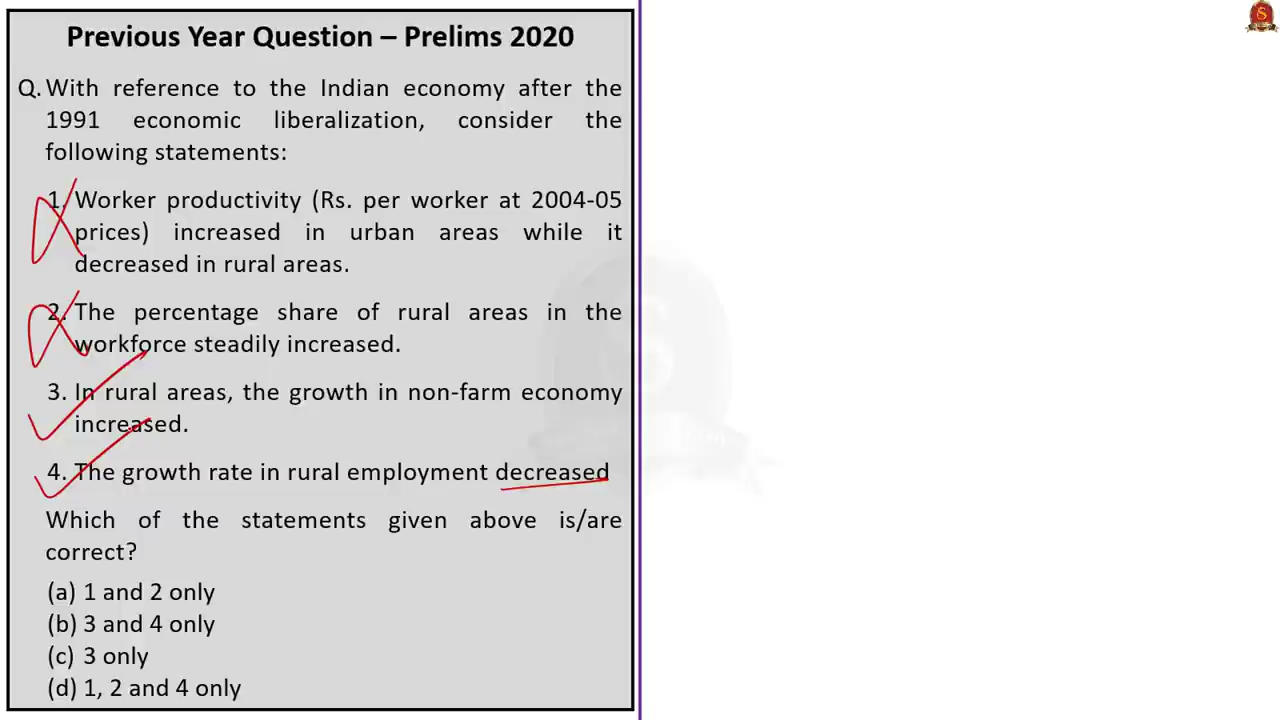 Previous Year Question – Prelims 2020
Q. With reference to the Indian economy after the
1991 economic liberalization, consider the
following statements:
1. Worker productivity (Rs. per worker at 2004-05
prices) increased in urban areas while it
decreased in rural areas.
2. The percentage share of rural areas in the
workforce steadily increased.
3. In rural areas, the growth in non-farm economy
increased.
4. The growth rate in rural employment decreased
Which of the statements given above is/are
correct?
(a) 1 and 2 only
(b) 3 and 4 only
(c) 3 only
(d) 1, 2 and 4 only